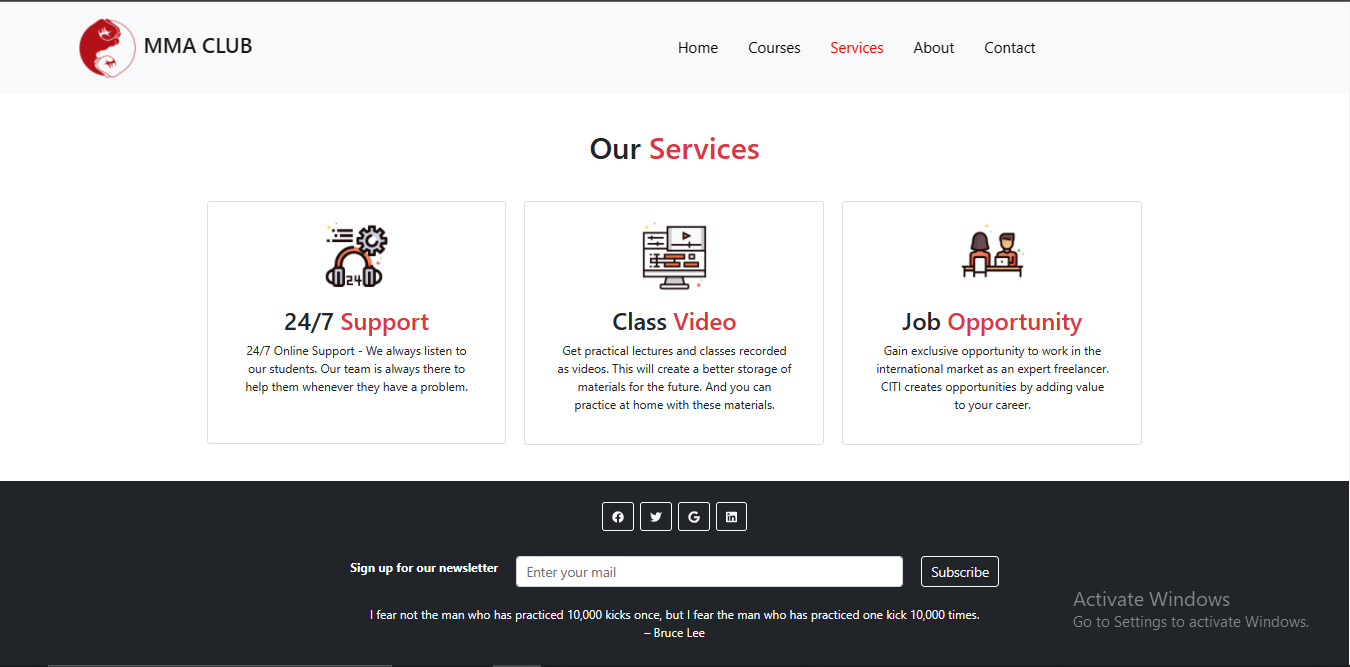 MMA CLUB
Home Courses Services About Contact
Our Services
24
24/7 Support
24/7 Online Support - We always listen to
our students. Our team is always there to
help them whenever they have a problem.
Class Video
Get practical lectures and classes recorded
as videos. This will create a better storage of
materials for the future. And you can
practice at home with these materials.
Job Opportunity
Gain exclusive opportunity to work in the
international market as an expert freelancer.
CITI creates opportunities by adding value
to your career.
Sign up for our newsletter
Enter your mail
Subscribe
I fear not the man who has practiced 10,000 kicks once, but I fear the man who has practiced one kick 10,000 times.
– Bruce Lee
Activate Windows
Go to Settings to activate Windows.